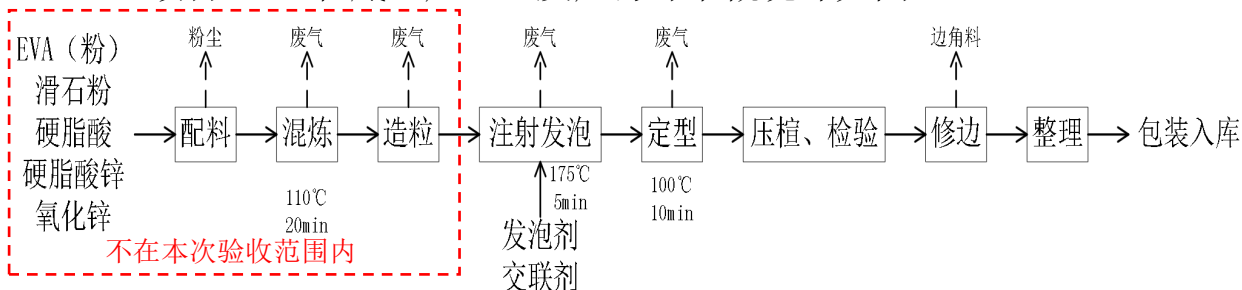 粉尘
废气
废气
废气
废气
边角料
EVA（粉）
滑石粉
硬脂酸
硬脂酸锌
氧化锌
配料
混炼
造粒
注射发泡
定型
压楦、检验
修边
整理
包装入库
110℃
20min
175℃
5min
100℃
10min
发泡剂
交联剂
不在本次验收范围内